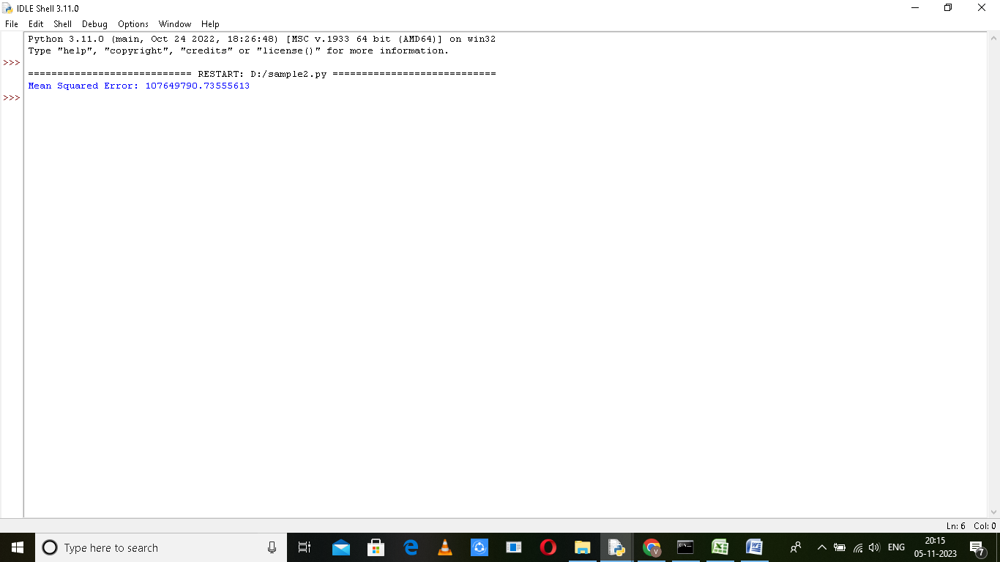 IDLE Shell 3.11.0
File Edit Shell Debug Options Window Help
Python 3.11.0 (main, Oct 24 2022, 18:26:48) [MSC v.1933 64 bit (AMD64)] on win32
Type "help", "copyright", "credits" or "license()" for more information.
>>>
============================ RESTART: D:/sample2.py ============================
Mean Squared Error: 107649790.73555613
>>>
Ln: 6 Col: 0
Type here to search
ENG
20:15
05-11-2023
7
V